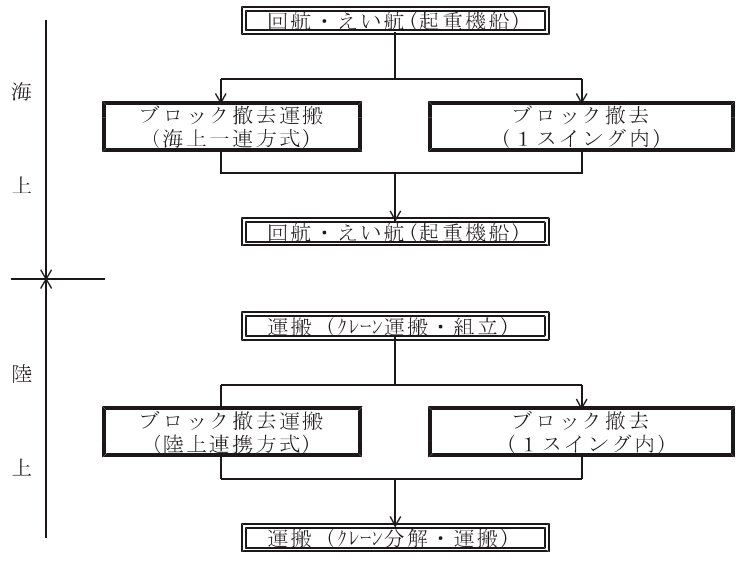 回航・えい航(起重機船)
海上
ブロック撤去運搬
(海上一連方式)
ブロック撤去
(１スイング内)
回航・えい航(起重機船)
運搬（ｸﾚｰﾝ運搬・組立）
陸上
ブロック撤去運搬
(陸上連携方式)
ブロック撤去
(１スイング内)
運搬（ｸﾚｰﾝ分解・運搬）